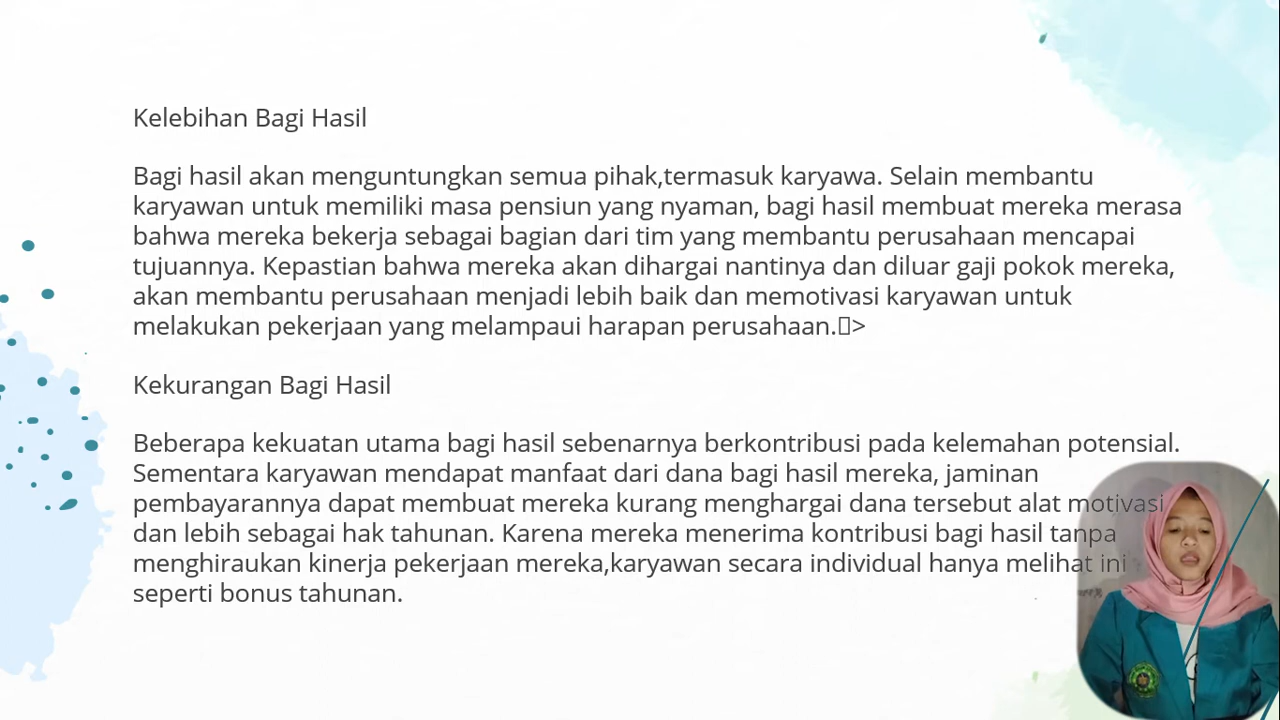 Kelebihan Bagi Hasil
Bagi hasil akan menguntungkan semua pihak,termasuk karyawa. Selain membantu
karyawan untuk memiliki masa pensiun yang nyaman, bagi hasil membuat mereka merasa
bahwa mereka bekerja sebagai bagian dari tim yang membantu perusahaan mencapai
tujuannya. Kepastian bahwa mereka akan dihargai nantinya dan diluar gaji pokok mereka,
akan membantu perusahaan menjadi lebih baik dan memotivasi karyawan untuk
melakukan pekerjaan yang melampaui harapan perusahaan.▯>
Kekurangan Bagi Hasil
Beberapa kekuatan utama bagi hasil sebenarnya berkontribusi pada kelemahan potensial.
Sementara karyawan mendapat manfaat dari dana bagi hasil mereka, jaminan
pembayarannya dapat membuat mereka kurang menghargai dana tersebut alat motivasi
dan lebih sebagai hak tahunan. Karena mereka menerima kontribusi bagi hasil tanpa
menghiraukan kinerja pekerjaan mereka,karyawan secara individual hanya melihat ini
seperti bonus tahunan.